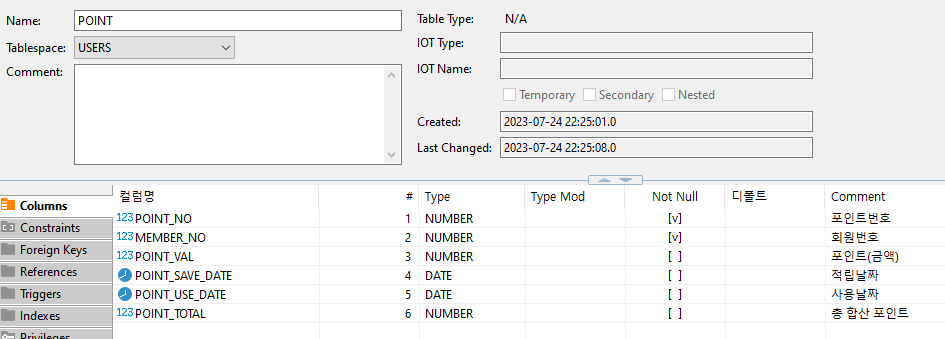 Name: POINT
Tablespace: USERS
Comment:
Table Type: N/A
IOT Type:
IOT Name:
Temporary Secondary Nested
Created: 2023-07-24 22:25:01.0
Last Changed: 2023-07-24 22:25:08.0
Columns
Constraints
Foreign Keys
References
Triggers
Indexes
Privileges
컬럼명 # Type Type Mod Not Null 디폴트 Comment
123 POINT_NO 1 NUMBER [v] 포인트번호
123 MEMBER_NO 2 NUMBER [v] 회원번호
123 POINT_VAL 3 NUMBER [ ] 포인트(금액)
POINT_SAVE_DATE 4 DATE [ ] 적립날짜
POINT_USE_DATE 5 DATE [ ] 사용날짜
123 POINT_TOTAL 6 NUMBER [ ] 총 합산 포인트